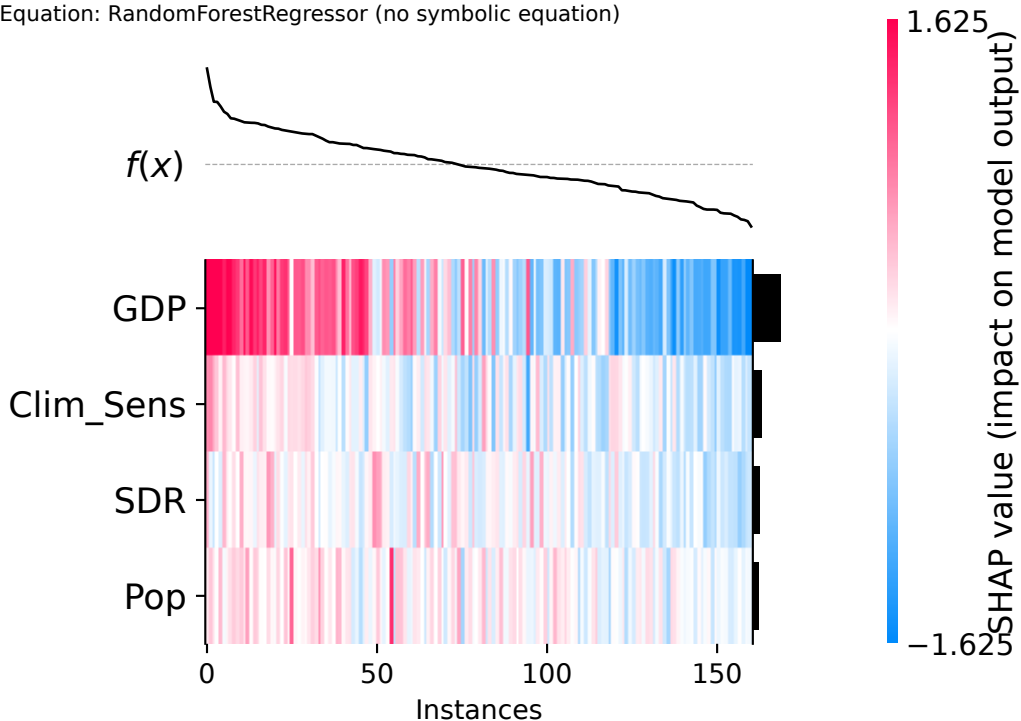 Equation: RandomForestRegressor (no symbolic equation)
1.625
f(x)
GDP
Clim_Sens
SDR
Pop
0 50 100 150
Instances
−1.625
SHAP value (impact on model output)